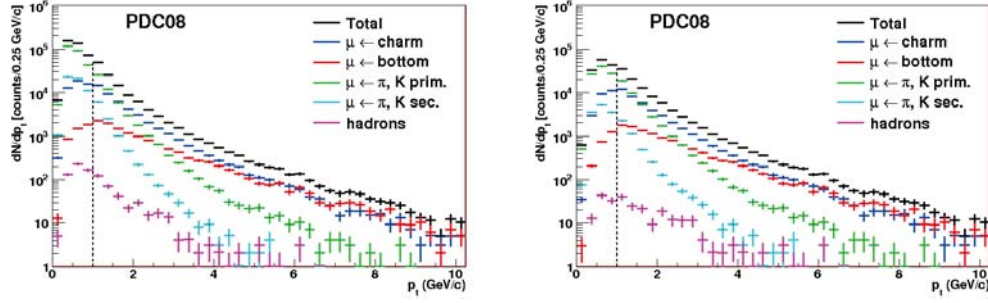 PDC08
Total
μ ← charm
μ ← bottom
μ ← π, K prim.
μ ← π, K sec.
hadrons
dN/dp_t [counts/0.25 GeV/c]
10^6
10^5
10^4
10^3
10^2
10
1
0 2 4 6 8 10
p_t (GeV/c)
PDC08
Total
μ ← charm
μ ← bottom
μ ← π, K prim.
μ ← π, K sec.
hadrons
dN/dp_t [counts/0.25 GeV/c]
10^6
10^5
10^4
10^3
10^2
10
1
0 2 4 6 8 10
p_t (GeV/c)